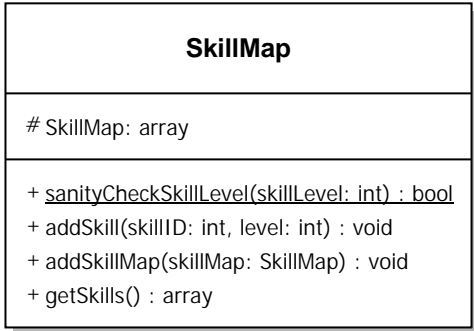 SkillMap
# SkillMap: array
+ sanityCheckSkillLevel(skillLevel: int) : bool
+ addSkill(skillID: int, level: int) : void
+ addSkillMap(skillMap: SkillMap) : void
+ getSkills() : array